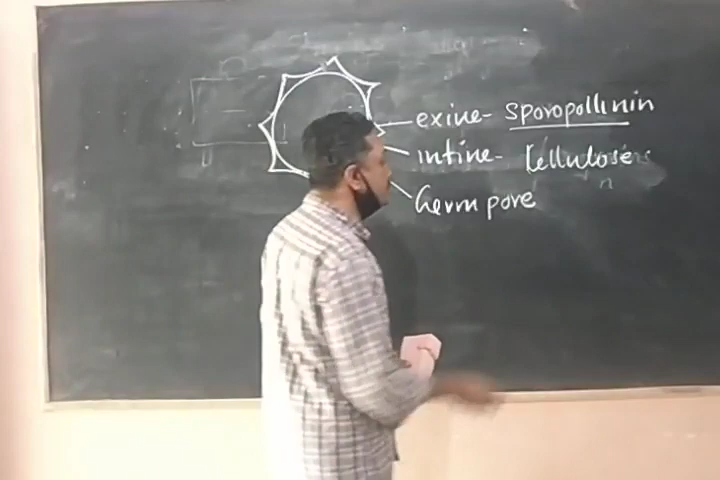 exine- sporopollinin
intine- Cellulose
Germ pore